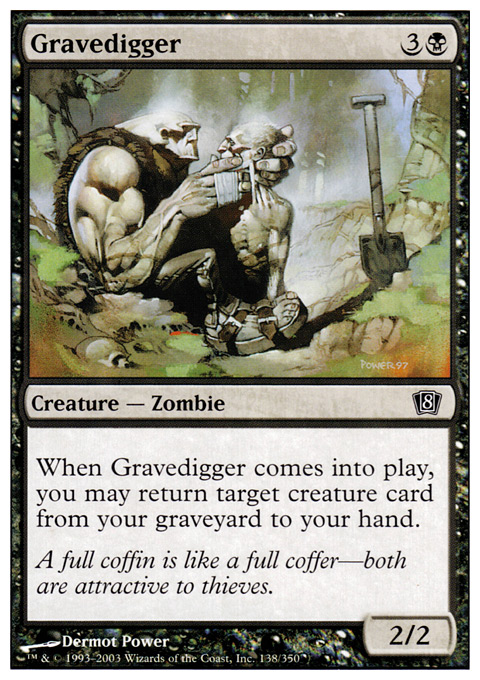 Gravedigger 3
POWER 97
Creature — Zombie 8
When Gravedigger comes into play,
you may return target creature card
from your graveyard to your hand.
A full coffin is like a full coffer—both
are attractive to thieves.
Dermot Power
2/2
™ & © 1993–2003 Wizards of the Coast, Inc. 138/350